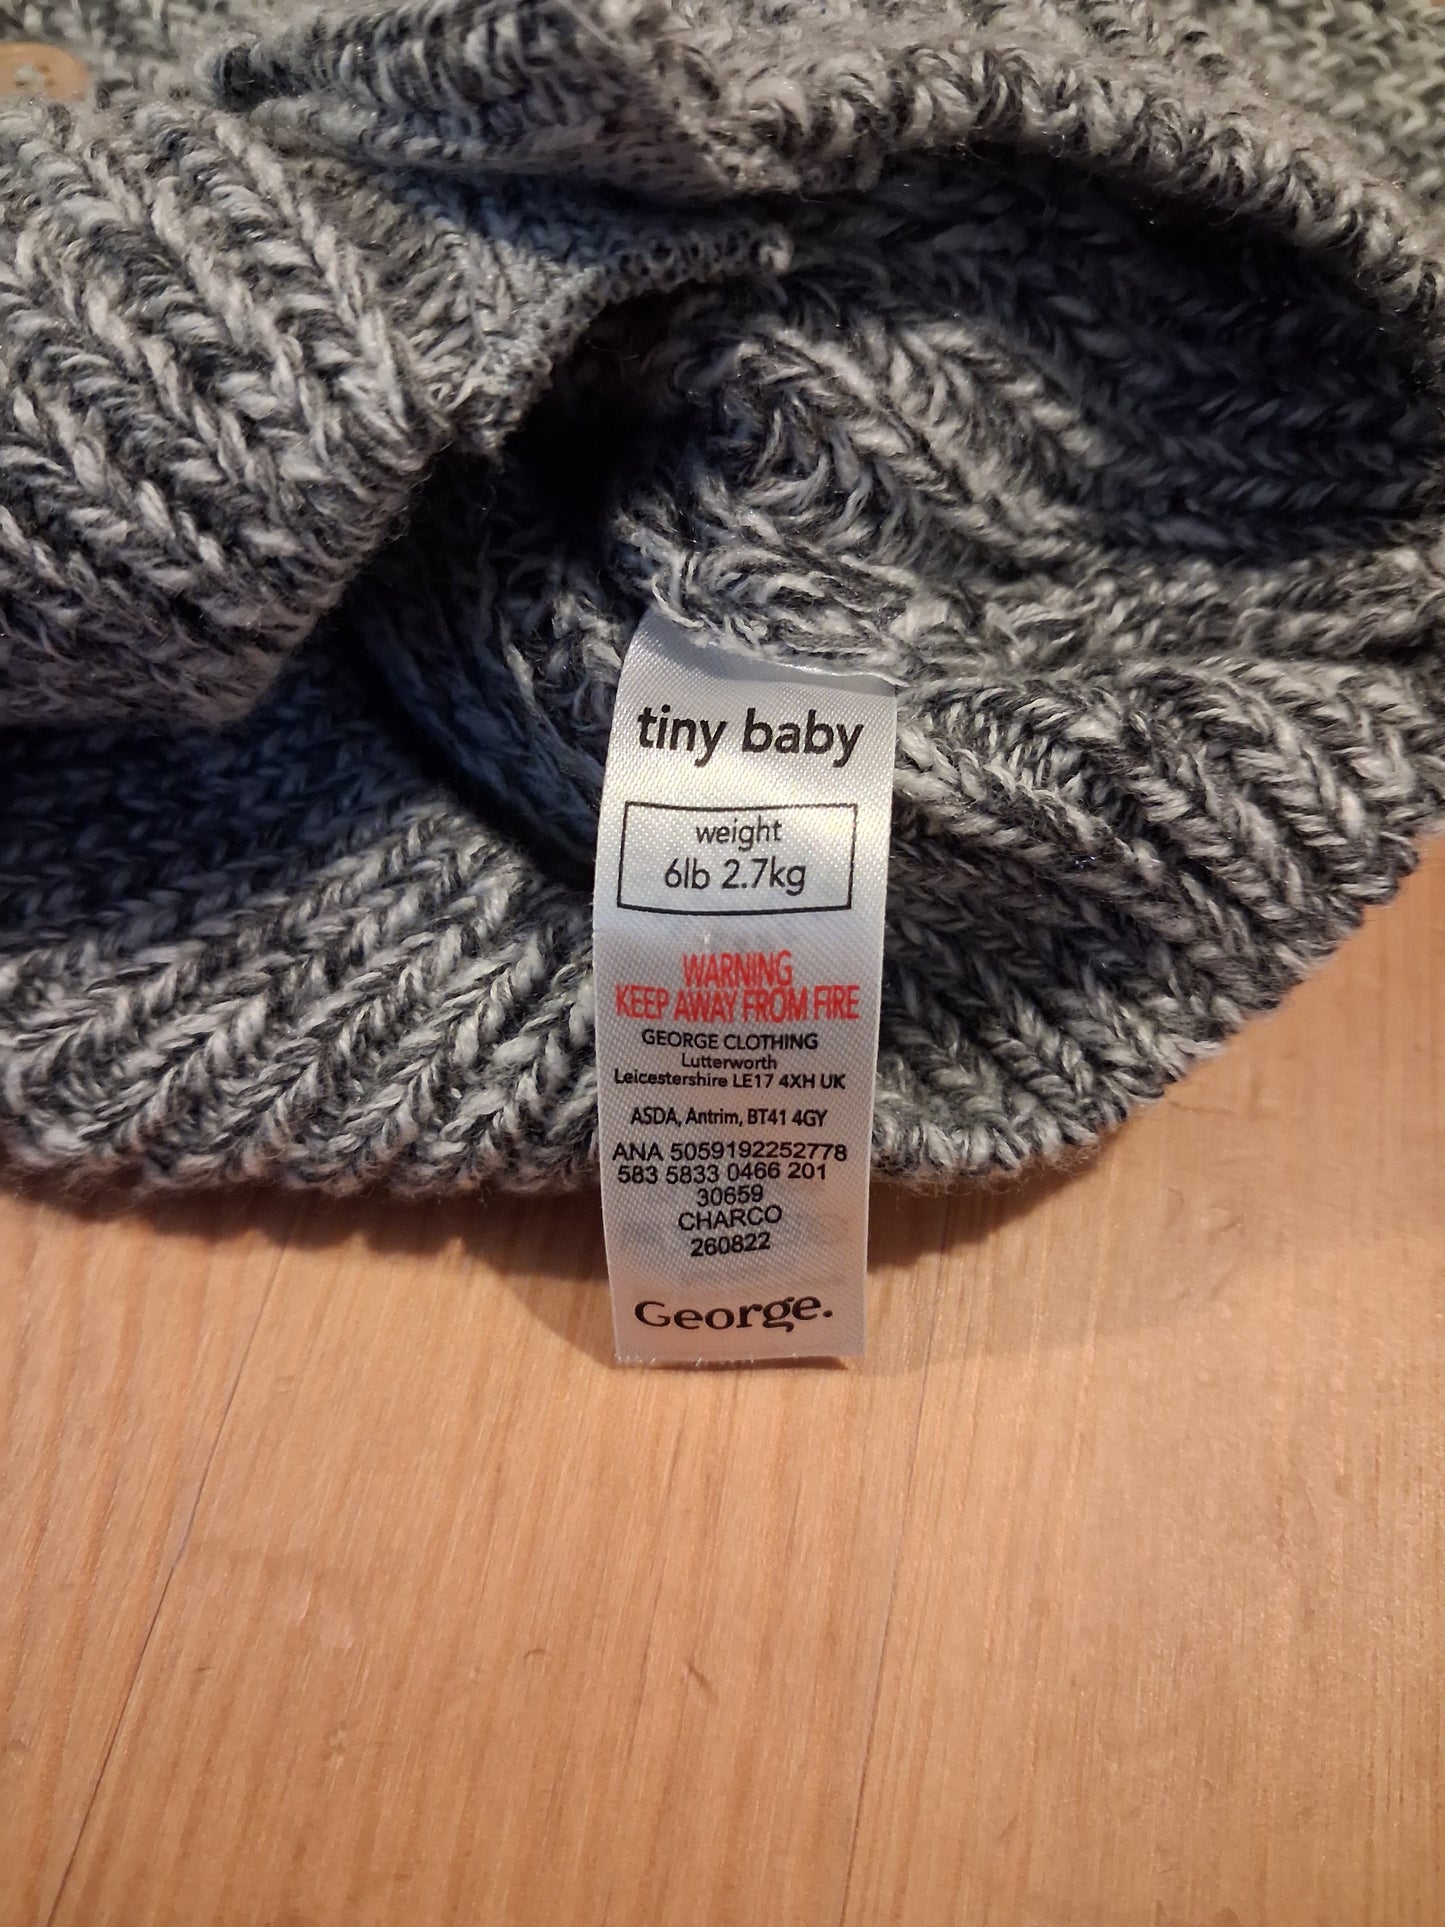 tiny baby
weight
6lb 2.7kg
WARNING
KEEP AWAY FROM FIRE
GEORGE CLOTHING
Lutterworth
Leicestershire LE17 4XH UK
ASDA, Antrim, BT41 4GY
ANA 5059192252778
583 5833 0466 201
30659
CHARCO
260822
George.